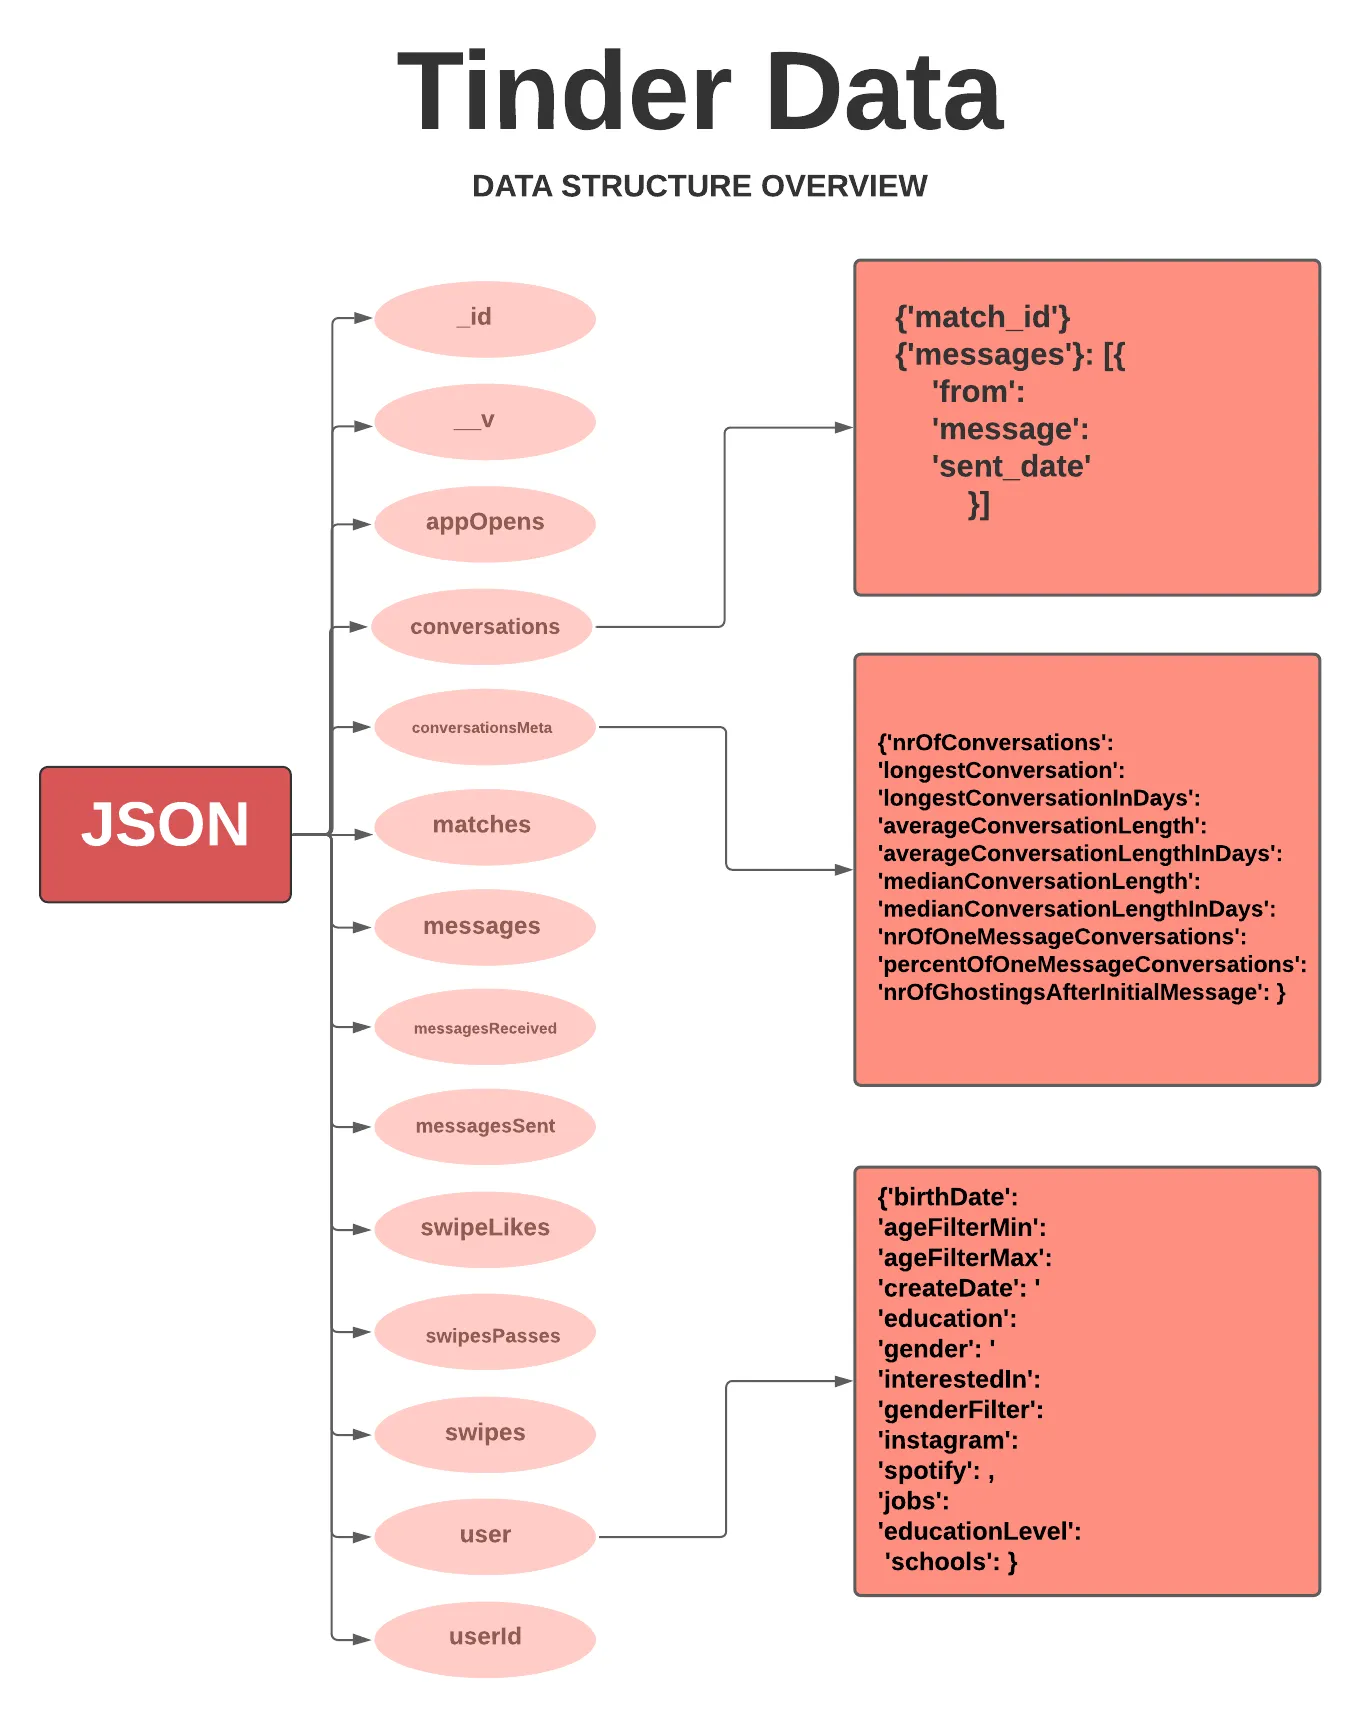 Tinder Data
DATA STRUCTURE OVERVIEW
JSON
_id
__v
appOpens
conversations
conversationsMeta
matches
messages
messagesReceived
messagesSent
swipeLikes
swipesPasses
swipes
user
userId
{'match_id'}
{'messages'}: [{
'from':
'message':
'sent_date'
}]
{'nrOfConversations':
'longestConversation':
'longestConversationInDays':
'averageConversationLength':
'averageConversationLengthInDays':
'medianConversationLength':
'medianConversationLengthInDays':
'nrOfOneMessageConversations':
'percentOfOneMessageConversations':
'nrOfGhostingsAfterInitialMessage': }
{'birthDate':
'ageFilterMin':
'ageFilterMax':
'createDate': '
'education':
'gender': '
'interestedIn':
'genderFilter':
'instagram':
'spotify': ,
'jobs':
'educationLevel':
'schools': }